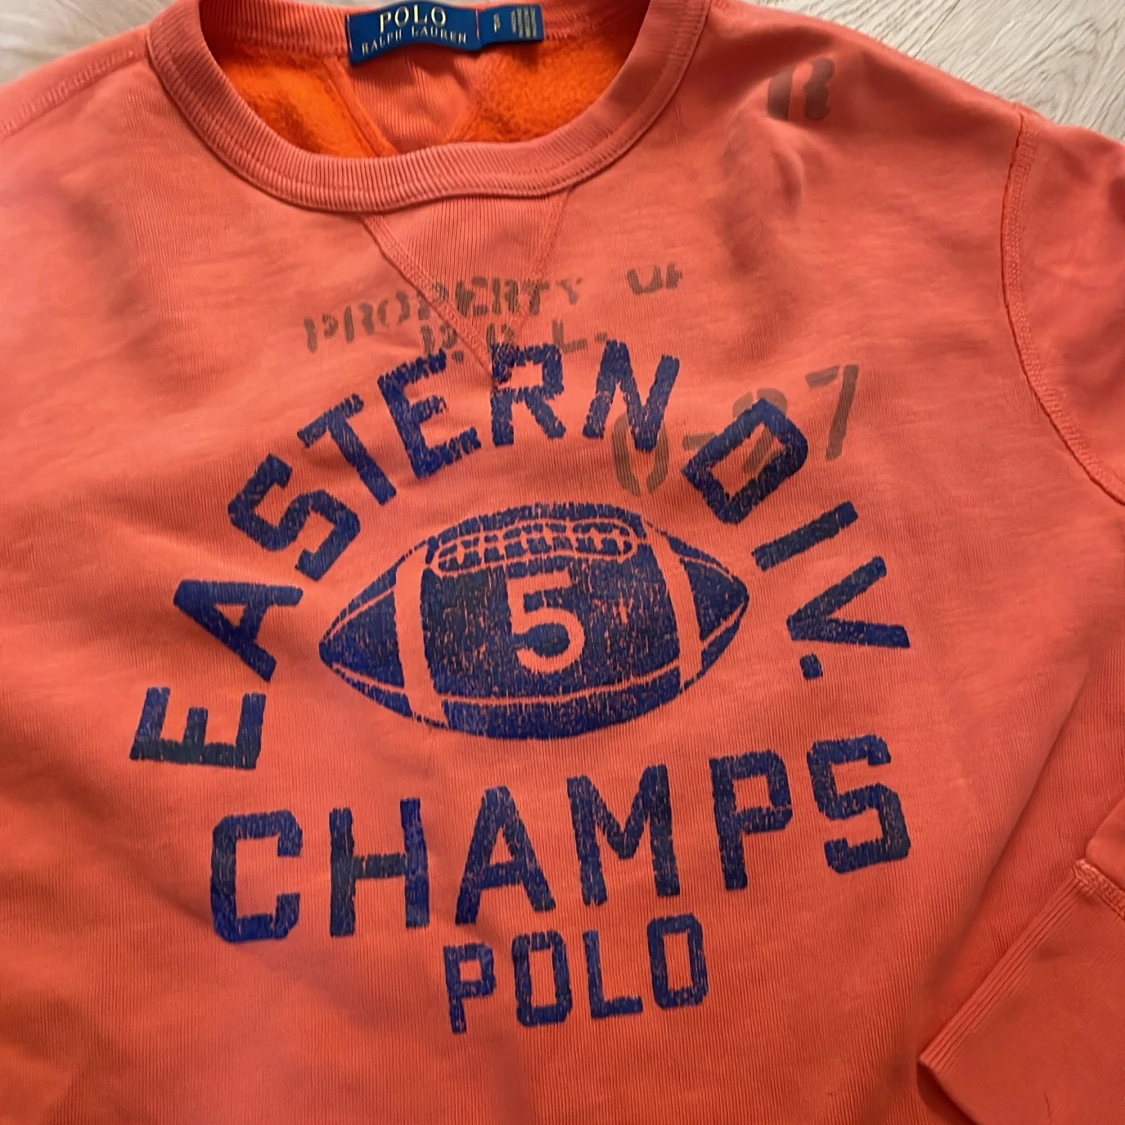 POLO
RALPH LAUREN
PROPERTY OF
R.R.L.
EASTERN DIV.
5
CHAMPS
POLO